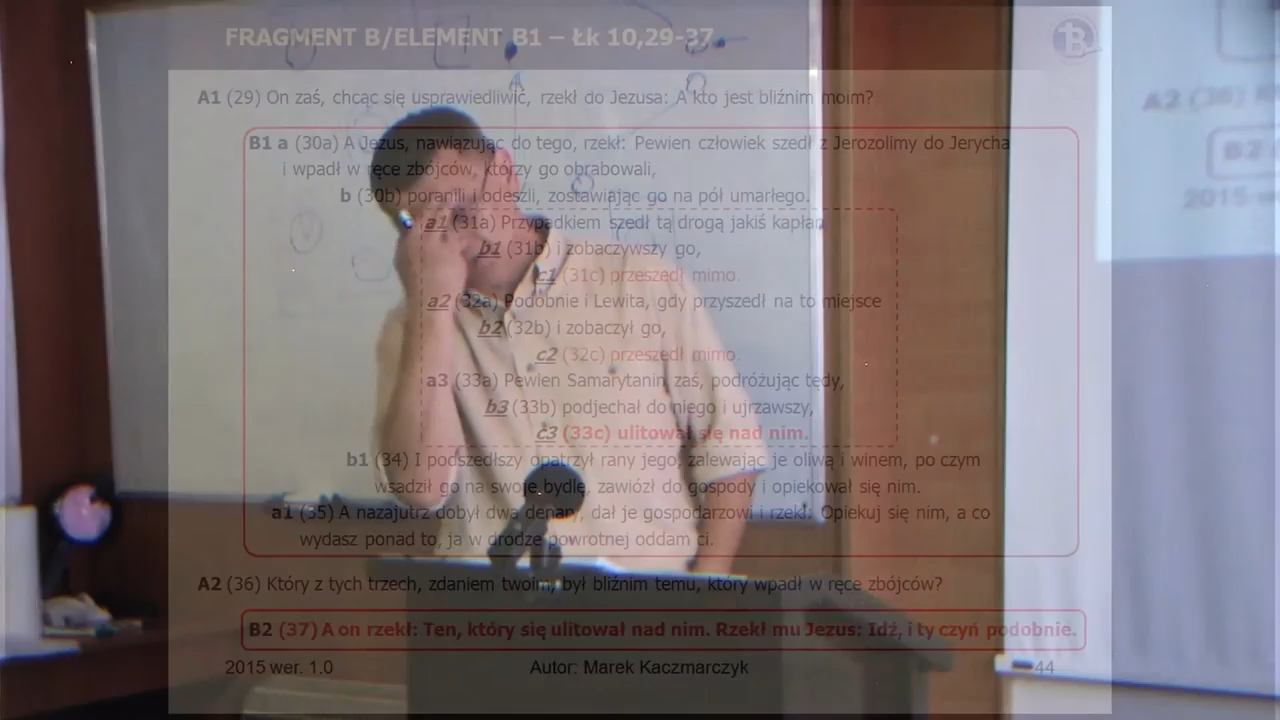 FRAGMENT B/ELEMENT B1 – Łk 10,29-37
A1 (29) On zaś, chcąc się usprawiedliwić, rzekł do Jezusa: A kto jest bliźnim moim?
B1 a (30a) A Jezus, nawiązując do tego, rzekł: Pewien człowiek szedł z Jerozolimy do Jerycha
i wpadł w ręce zbójców, którzy go obrabowali,
b (30b) poranili i odeszli, zostawiając go na pół umarłego.
a1 (31a) Przypadkiem szedł tą drogą jakiś kapłan,
b1 (31b) i zobaczywszy go,
c1 (31c) przeszedł mimo.
a2 (32a) Podobnie i Lewita, gdy przyszedł na to miejsce
b2 (32b) i zobaczył go,
c2 (32c) przeszedł mimo.
a3 (33a) Pewien Samarytanin zaś, podróżując tędy,
b3 (33b) podjechał do niego i ujrzawszy,
c3 (33c) ulitował się nad nim.
b1 (34) I podszedłszy opatrzył rany jego, zalewając je oliwą i winem, po czym
wsadził go na swoje bydlę, zawiózł do gospody i opiekował się nim.
a1 (35) A nazajutrz dobył dwa denary, dał je gospodarzowi i rzekł: Opiekuj się nim, a co
wydasz ponad to, ja w drodze powrotnej oddam ci.
A2 (36) Który z tych trzech, zdaniem twoim, był bliźnim temu, który wpadł w ręce zbójców?
B2 (37) A on rzekł: Ten, który się ulitował nad nim. Rzekł mu Jezus: Idź, i ty czyń podobnie.
2015 wer. 1.0 Autor: Marek Kaczmarczyk 44
A2 (36)
B2
2015-w